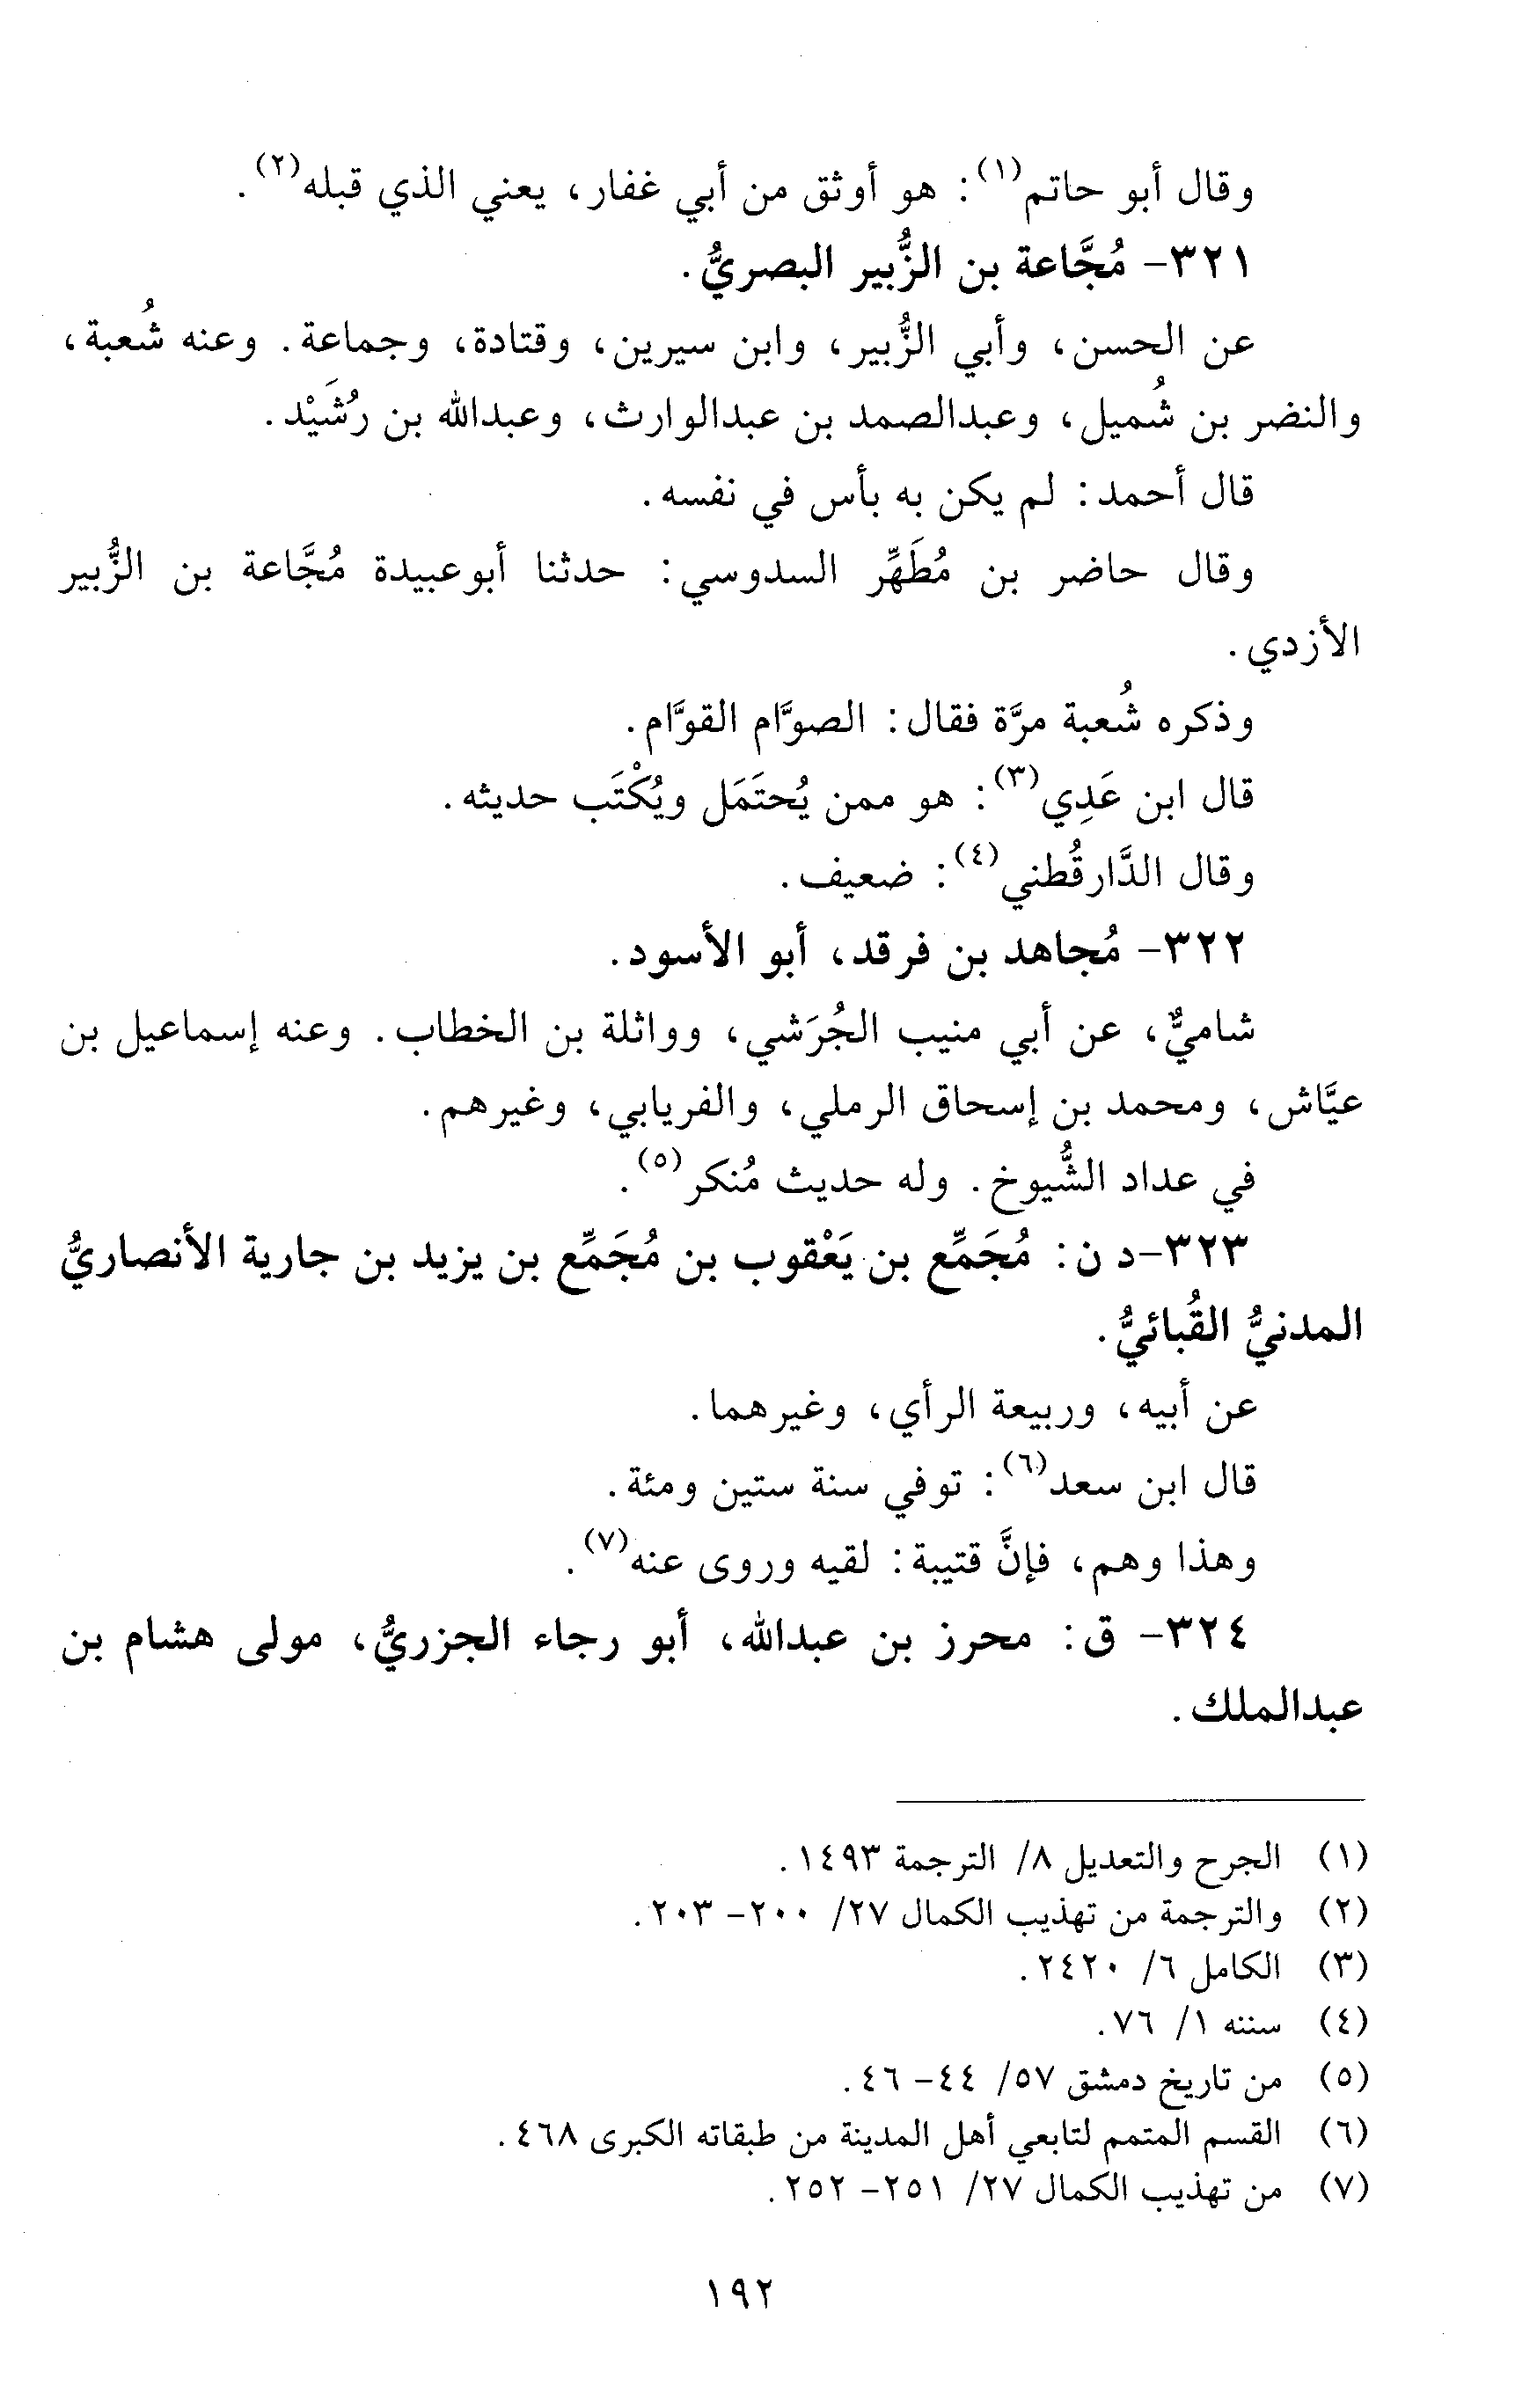 وقال أبو حاتم(١): هو أوثق من أبي غفار، يعني الذي قبله(٢).
٣٢١- مُجَّاعة بن الزُّبير البصريُّ.
عن الحسن، وأبي الزُّبير، وابن سيرين، وقتادة، وجماعة. وعنه شُعبة،
والنضر بن شُميل، وعبدالصمد بن عبدالوارث، وعبدالله بن رُشَيْد.
قال أحمد: لم يكن به بأس في نفسه.
وقال حاضر بن مُطَهَّر السدوسي: حدثنا أبوعبيدة مُجَّاعة بن الزُّبير
الأزدي.
وذكره شُعبة مرَّة فقال: الصوَّام القوَّام.
قال ابن عَدِي(٣): هو ممن يُحتَمَل ويُكْتَب حديثه.
وقال الدَّارقُطني(٤): ضعيف.
٣٢٢- مُجاهد بن فرقد، أبو الأسود.
شاميٌّ، عن أبي منيب الجُرَشي، وواثلة بن الخطاب. وعنه إسماعيل بن
عيَّاش، ومحمد بن إسحاق الرملي، والفريابي، وغيرهم.
في عداد الشُّيوخ. وله حديث مُنكر(٥).
٣٢٣-د ن: مُجَمِّع بن يَعْقوب بن مُجَمِّع بن يزيد بن جارية الأنصاريُّ
المدنيُّ القُبائيُّ.
عن أبيه، وربيعة الرأي، وغيرهما.
قال ابن سعد(٦): توفي سنة ستين ومئة.
وهذا وهم، فإنَّ قتيبة: لقيه وروى عنه(٧).
٣٢٤- ق: محرز بن عبدالله، أبو رجاء الجزريُّ، مولى هشام بن
عبدالملك.
(١) الجرح والتعديل ٨/ الترجمة ١٤٩٣.
(٢) والترجمة من تهذيب الكمال ٢٧/ ٢٠٠- ٢٠٣.
(٣) الكامل ٦/ ٢٤٢٠.
(٤) سننه ١/ ٧٦.
(٥) من تاريخ دمشق ٥٧/ ٤٤- ٤٦.
(٦) القسم المتمم لتابعي أهل المدينة من طبقاته الكبرى ٤٦٨.
(٧) من تهذيب الكمال ٢٧/ ٢٥١- ٢٥٢.
١٩٢